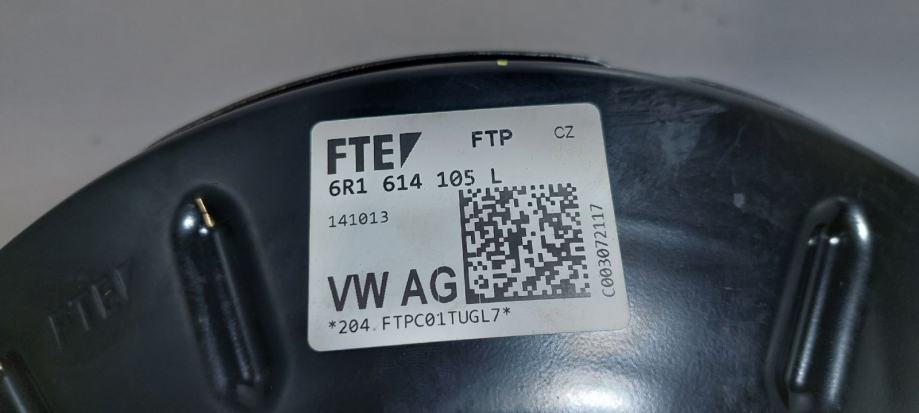 FTE FTP CZ
6R1 614 105 L
141013
C003072117
VW AG
*204.FTPC01TUGL7*
FTE